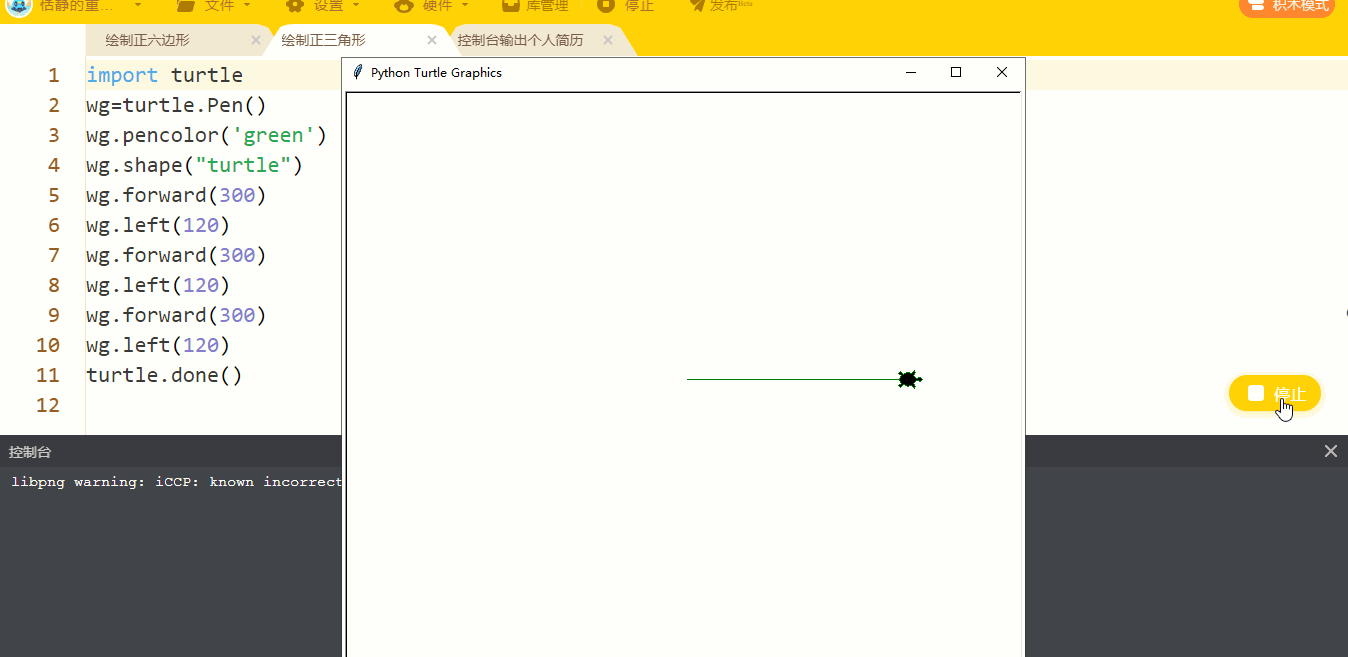 恬静的重... 文件 设置 硬件 库管理 停止 发布Beta 积木模式
绘制正六边形 绘制正三角形 控制台输出个人简历
Python Turtle Graphics
1 import turtle
2 wg=turtle.Pen()
3 wg.pencolor('green')
4 wg.shape("turtle")
5 wg.forward(300)
6 wg.left(120)
7 wg.forward(300)
8 wg.left(120)
9 wg.forward(300)
10 wg.left(120)
11 turtle.done()
12
停止
控制台
libpng warning: iCCP: known incorrect